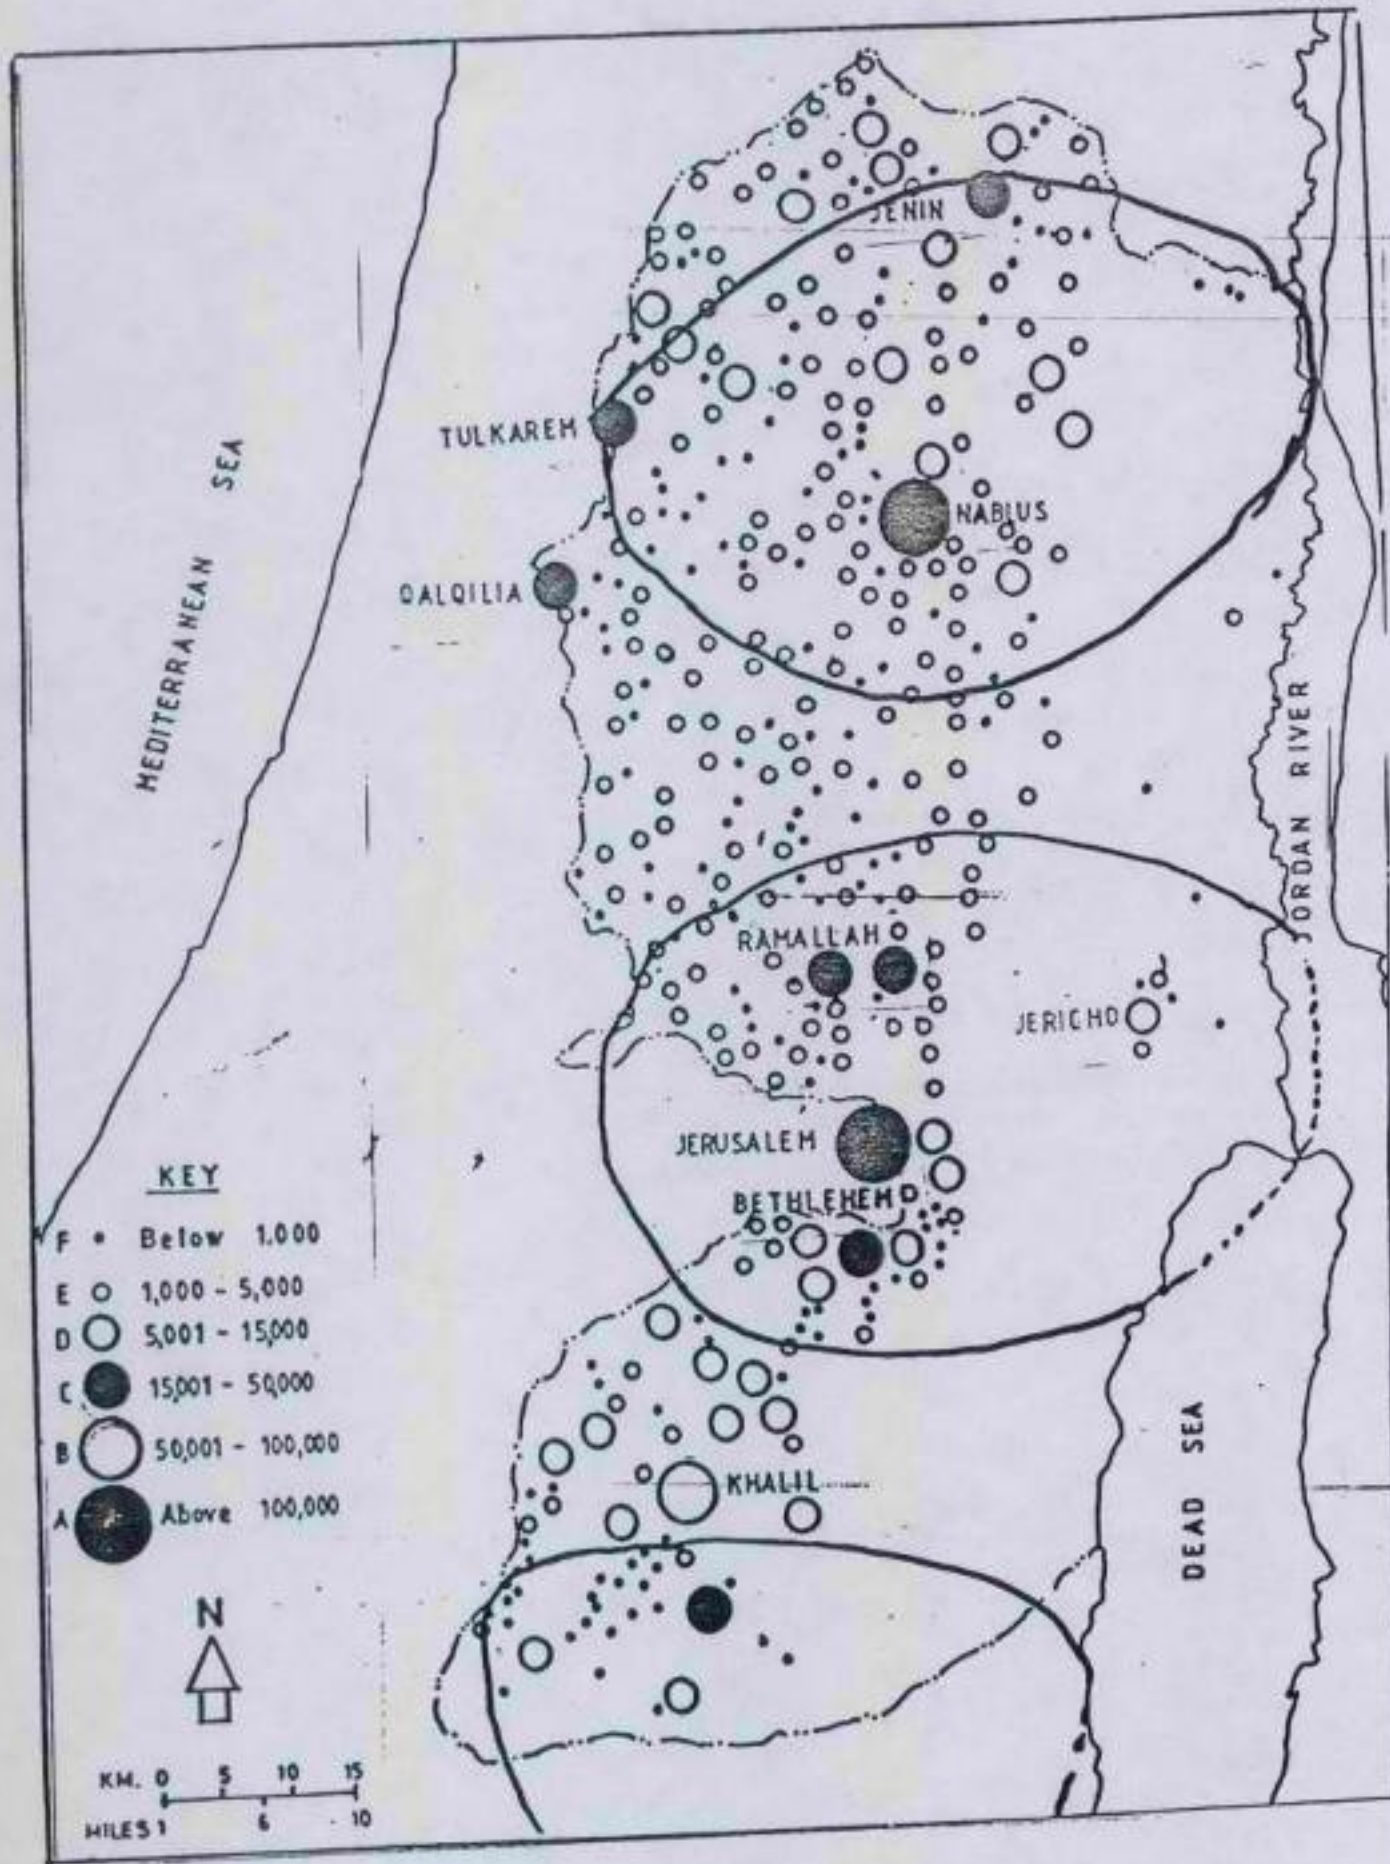 JENIN
TULKAREM
NABLUS
QALQILIA
MEDITERRANEAN SEA
JORDAN RIVER
RAMALLAH
JERICHO
JERUSALEM
BETHLEHEM
KHALIL
DEAD SEA
KEY
F Below 1.000
E 1,000 - 5,000
D 5,001 - 15,000
C 15,001 - 50,000
B 50,001 - 100,000
A Above 100,000
N
KM. 0 5 10 15
MILES 1 6 10